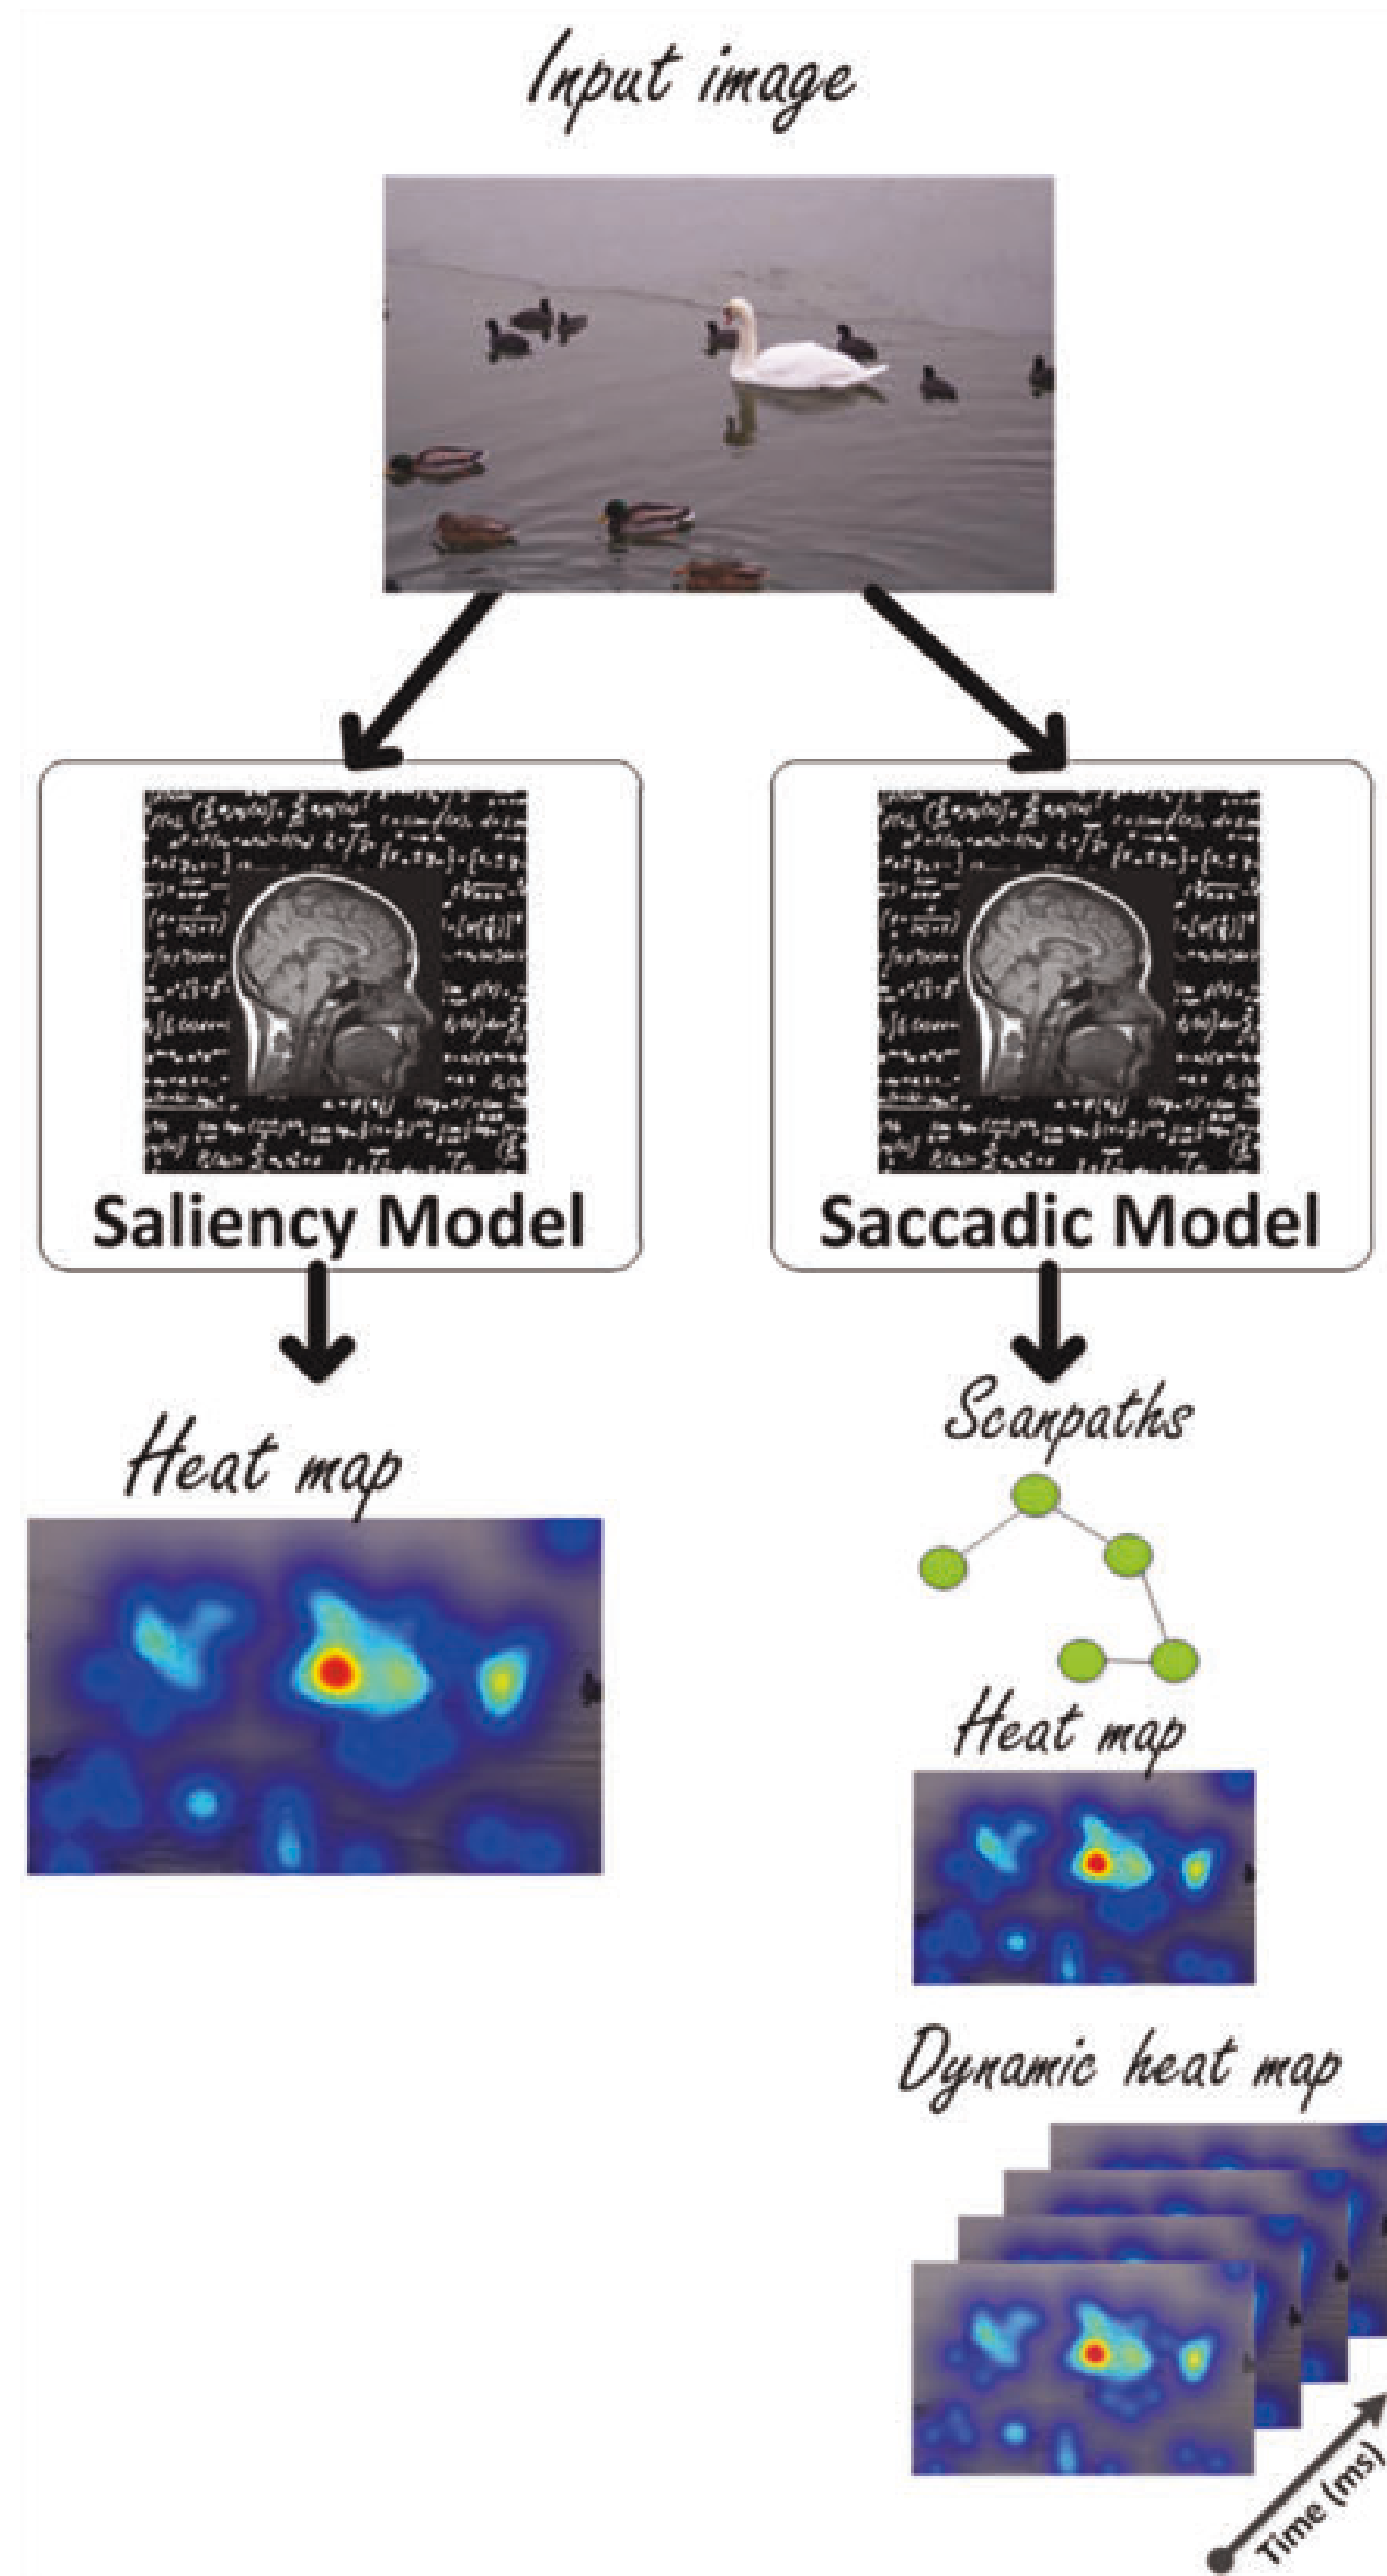 Input image
Saliency Model
Saccadic Model
Heat map
Scanpaths
Heat map
Dynamic heat map
Time (ms)